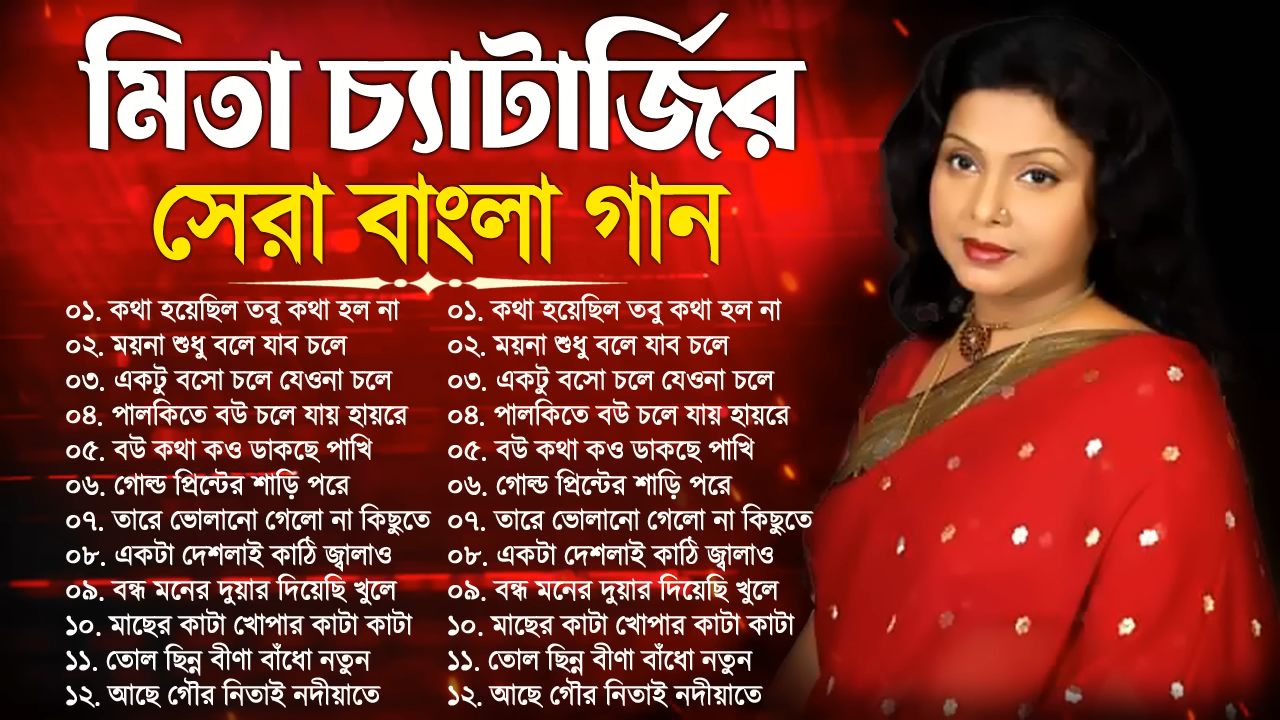 মিতা চ্যাটার্জির
সেরা বাংলা গান
০১. কথা হয়েছিল তবু কথা হল না
০২. ময়না শুধু বলে যাব চলে
০৩. একটু বসো চলে যেওনা চলে
০৪. পালকিতে বউ চলে যায় হায়রে
০৫. বউ কথা কও ডাকছে পাখি
০৬. গোল্ড প্রিন্টের শাড়ি পরে
০৭. তারে ভোলানো গেলো না কিছুতে
০৮. একটা দেশলাই কাঠি জ্বালাও
০৯. বন্ধ মনের দুয়ার দিয়েছি খুলে
১০. মাছের কাটা খোপার কাটা কাটা
১১. তোল ছিন্ন বীণা বাঁধো নতুন
১২. আছে গৌর নিতাই নদীয়াতে
০১. কথা হয়েছিল তবু কথা হল না
০২. ময়না শুধু বলে যাব চলে
০৩. একটু বসো চলে যেওনা চলে
০৪. পালকিতে বউ চলে যায় হায়রে
০৫. বউ কথা কও ডাকছে পাখি
০৬. গোল্ড প্রিন্টের শাড়ি পরে
০৭. তারে ভোলানো গেলো না কিছুতে
০৮. একটা দেশলাই কাঠি জ্বালাও
০৯. বন্ধ মনের দুয়ার দিয়েছি খুলে
১০. মাছের কাটা খোপার কাটা কাটা
১১. তোল ছিন্ন বীণা বাঁধো নতুন
১২. আছে গৌর নিতাই নদীয়াতে